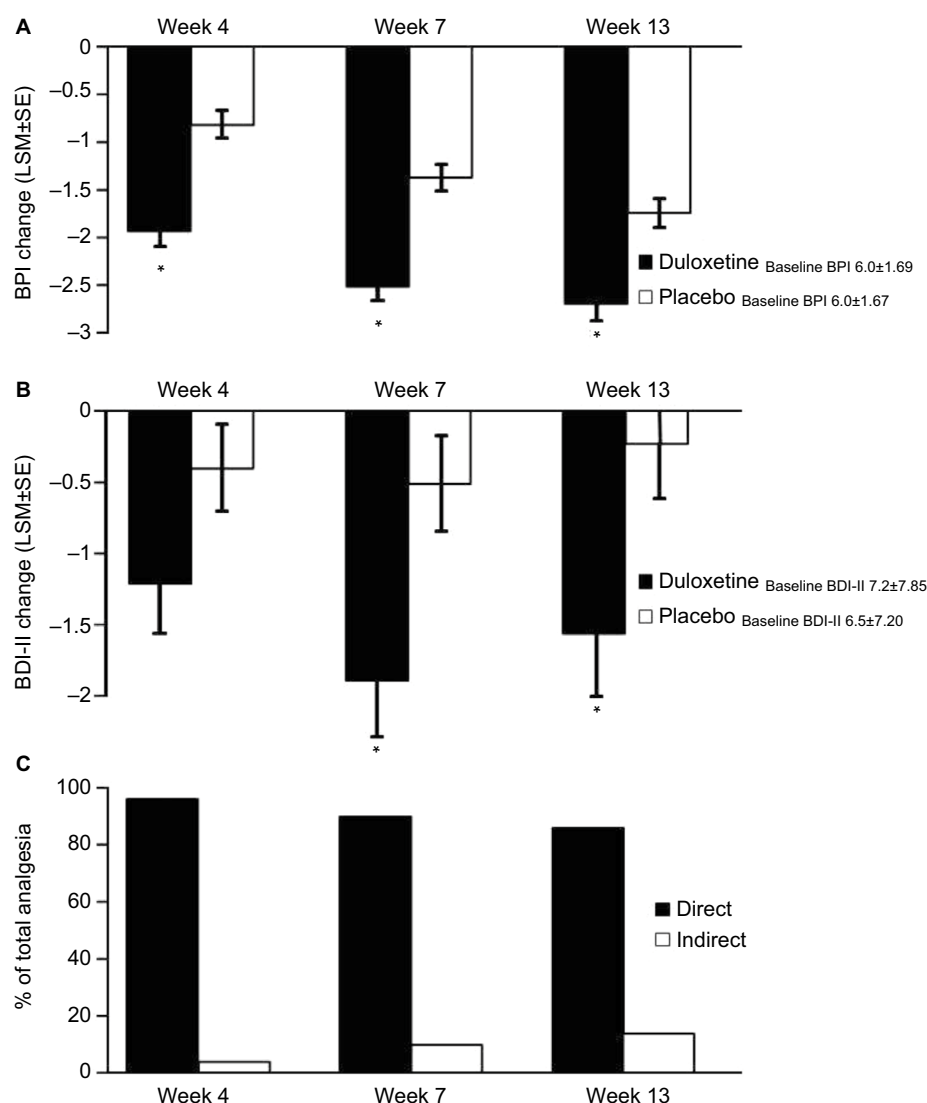 A
Week 4 Week 7 Week 13
BPI change (LSM±SE)
0
–0.5
–1
–1.5
–2
–2.5
–3
* * *
Duloxetine Baseline BPI 6.0±1.69
Placebo Baseline BPI 6.0±1.67
B
Week 4 Week 7 Week 13
BDI-II change (LSM±SE)
0
–0.5
–1
–1.5
–2
* *
Duloxetine Baseline BDI-II 7.2±7.85
Placebo Baseline BDI-II 6.5±7.20
C
% of total analgesia
100
80
60
40
20
0
Direct
Indirect
Week 4 Week 7 Week 13